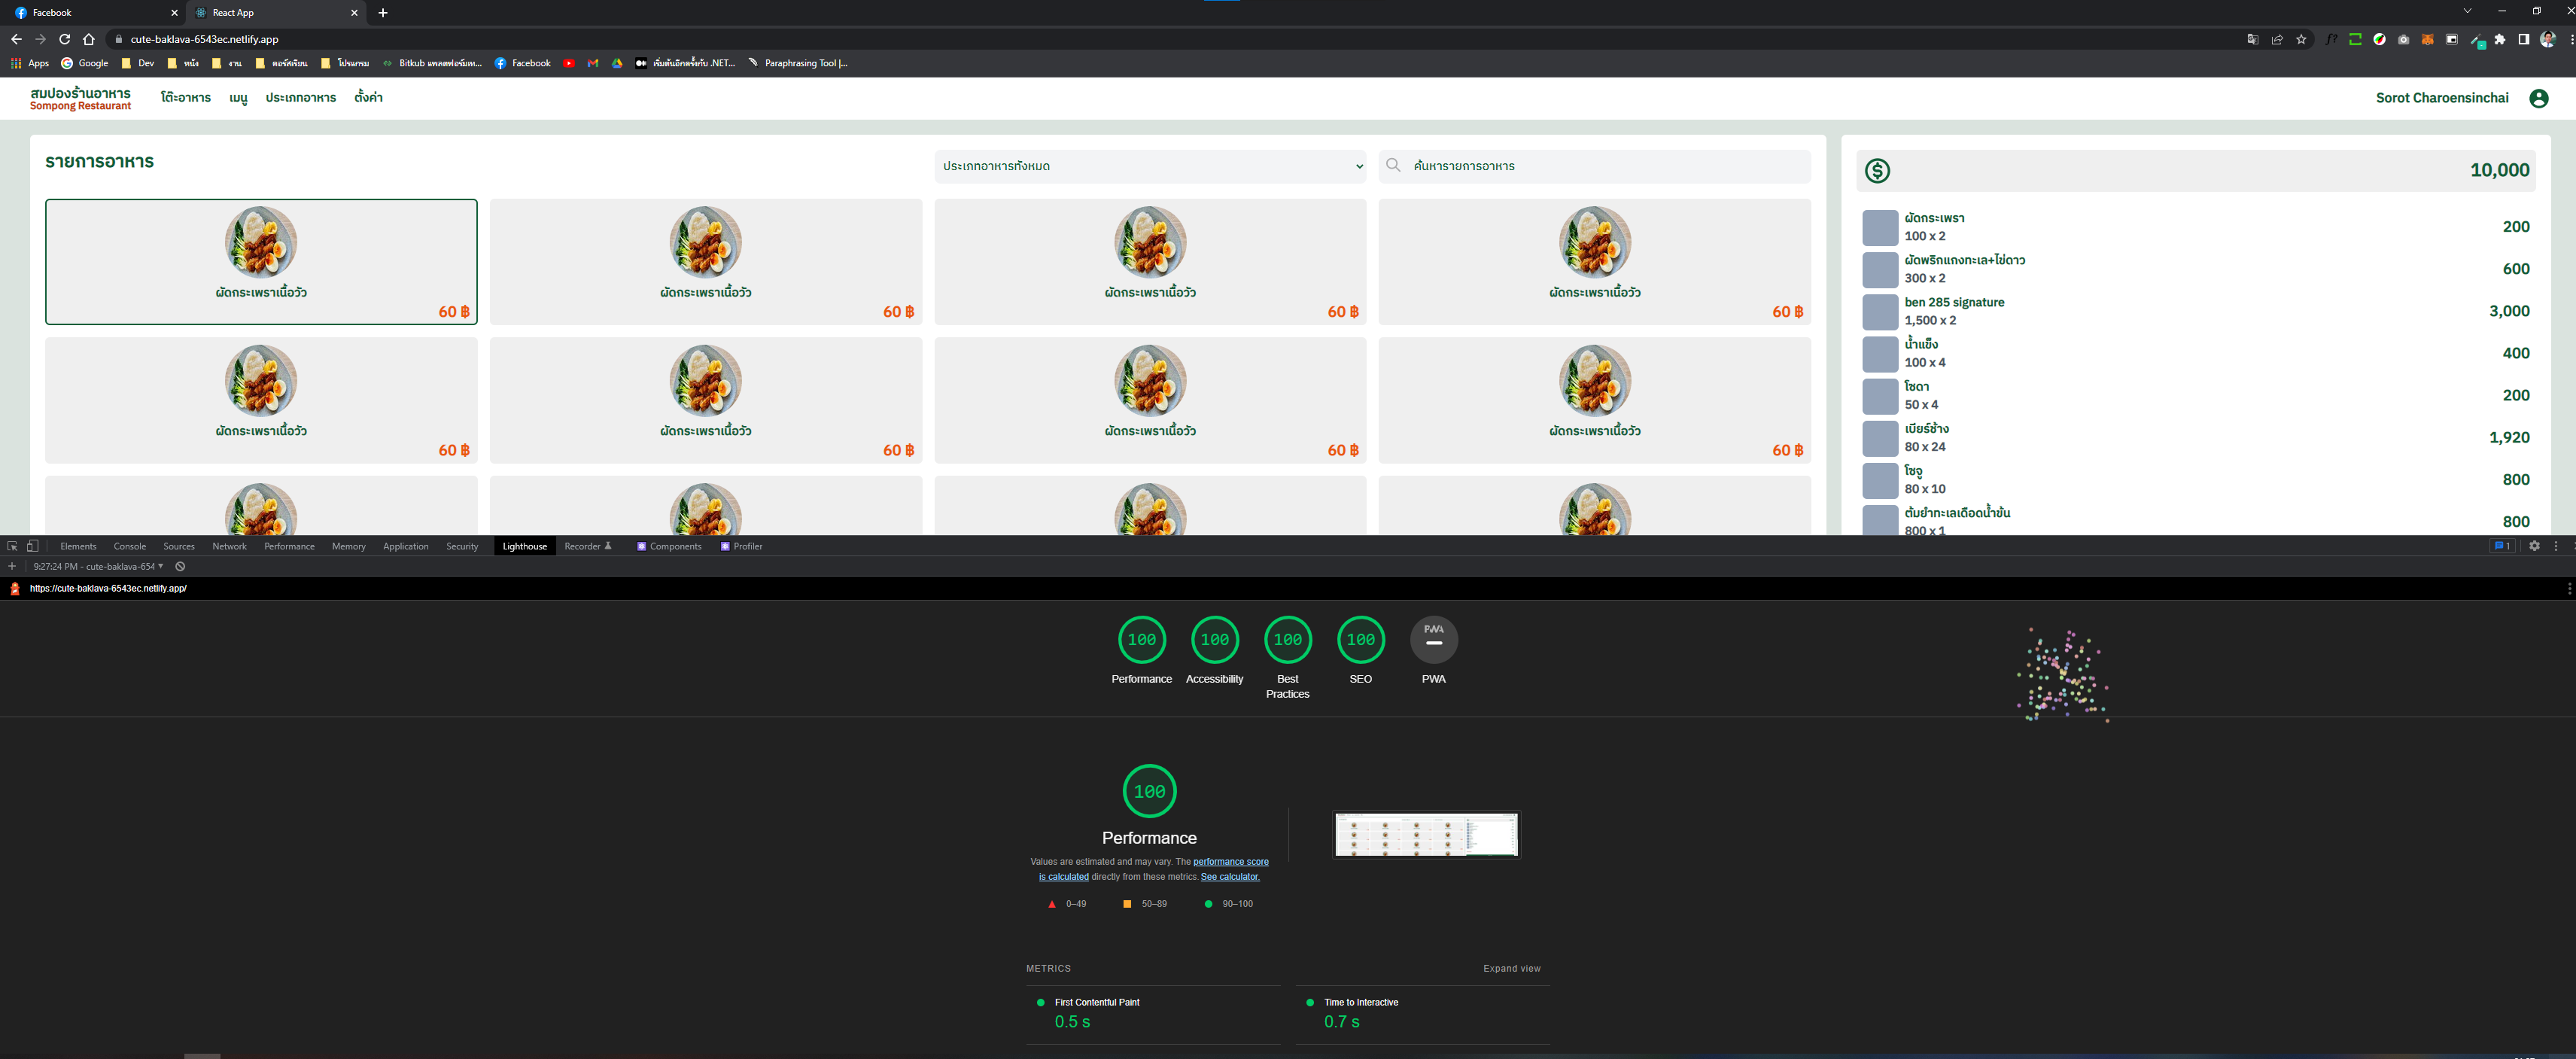 Facebook
React App
cute-baklava-6543ec.netlify.app
Apps Google Dev หนัง งาน คอร์สเรียน โปรแกรม Bitkub แพลตฟอร์มเท... Facebook เริ่มต้นอีกครั้งกับ .NET... Paraphrasing Tool |...
สมปองร้านอาหาร
Sompong Restaurant
โต๊ะอาหาร เมนู ประเภทอาหาร ตั้งค่า
Sorot Charoensinchai
รายการอาหาร
ประเภทอาหารทั้งหมด
ค้นหารายการอาหาร
ผัดกระเพราเนื้อวัว ผัดกระเพราเนื้อวัว ผัดกระเพราเนื้อวัว ผัดกระเพราเนื้อวัว
60 ฿ 60 ฿ 60 ฿ 60 ฿
ผัดกระเพราเนื้อวัว ผัดกระเพราเนื้อวัว ผัดกระเพราเนื้อวัว ผัดกระเพราเนื้อวัว
60 ฿ 60 ฿ 60 ฿ 60 ฿
10,000
ผัดกระเพรา
100 x 2
200
ผัดพริกแกงทะเล+ไข่ดาว
300 x 2
600
ben 285 signature
1,500 x 2
3,000
น้ำแข็ง
100 x 4
400
โซดา
50 x 4
200
เบียร์ช้าง
80 x 24
1,920
โซจู
80 x 10
800
ต้มยำทะเลเดือดน้ำข้น
800 x 1
800
Elements Console Sources Network Performance Memory Application Security Lighthouse Recorder Components Profiler
1
9:27:24 PM - cute-baklava-654
https://cute-baklava-6543ec.netlify.app/
100 100 100 100 PWA
Performance Accessibility Best Practices SEO PWA
100
Performance
Values are estimated and may vary. The performance score
is calculated directly from these metrics. See calculator.
0–49 50–89 90–100
METRICS
Expand view
First Contentful Paint
0.5 s
Time to Interactive
0.7 s